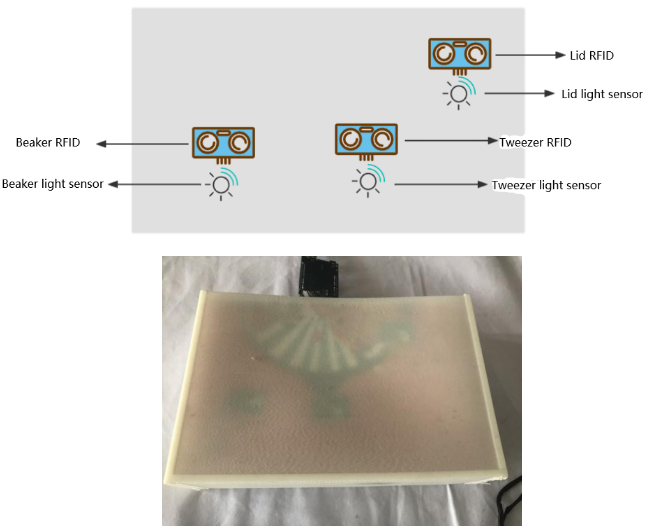 Lid RFID
Lid light sensor
Beaker RFID
Tweezer RFID
Beaker light sensor
Tweezer light sensor